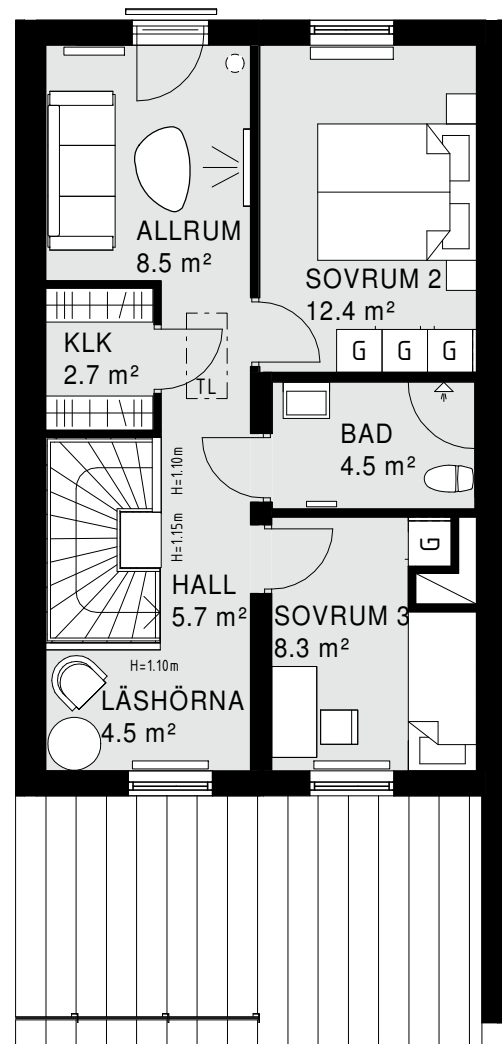 ALLRUM
8.5 m²
SOVRUM 2
12.4 m²
G G G
KLK
2.7 m²
TL
BAD
4.5 m²
H=1.10m
H=1.15m
G
HALL
5.7 m²
SOVRUM 3
8.3 m²
H=1.10m
LÄSHÖRNA
4.5 m²